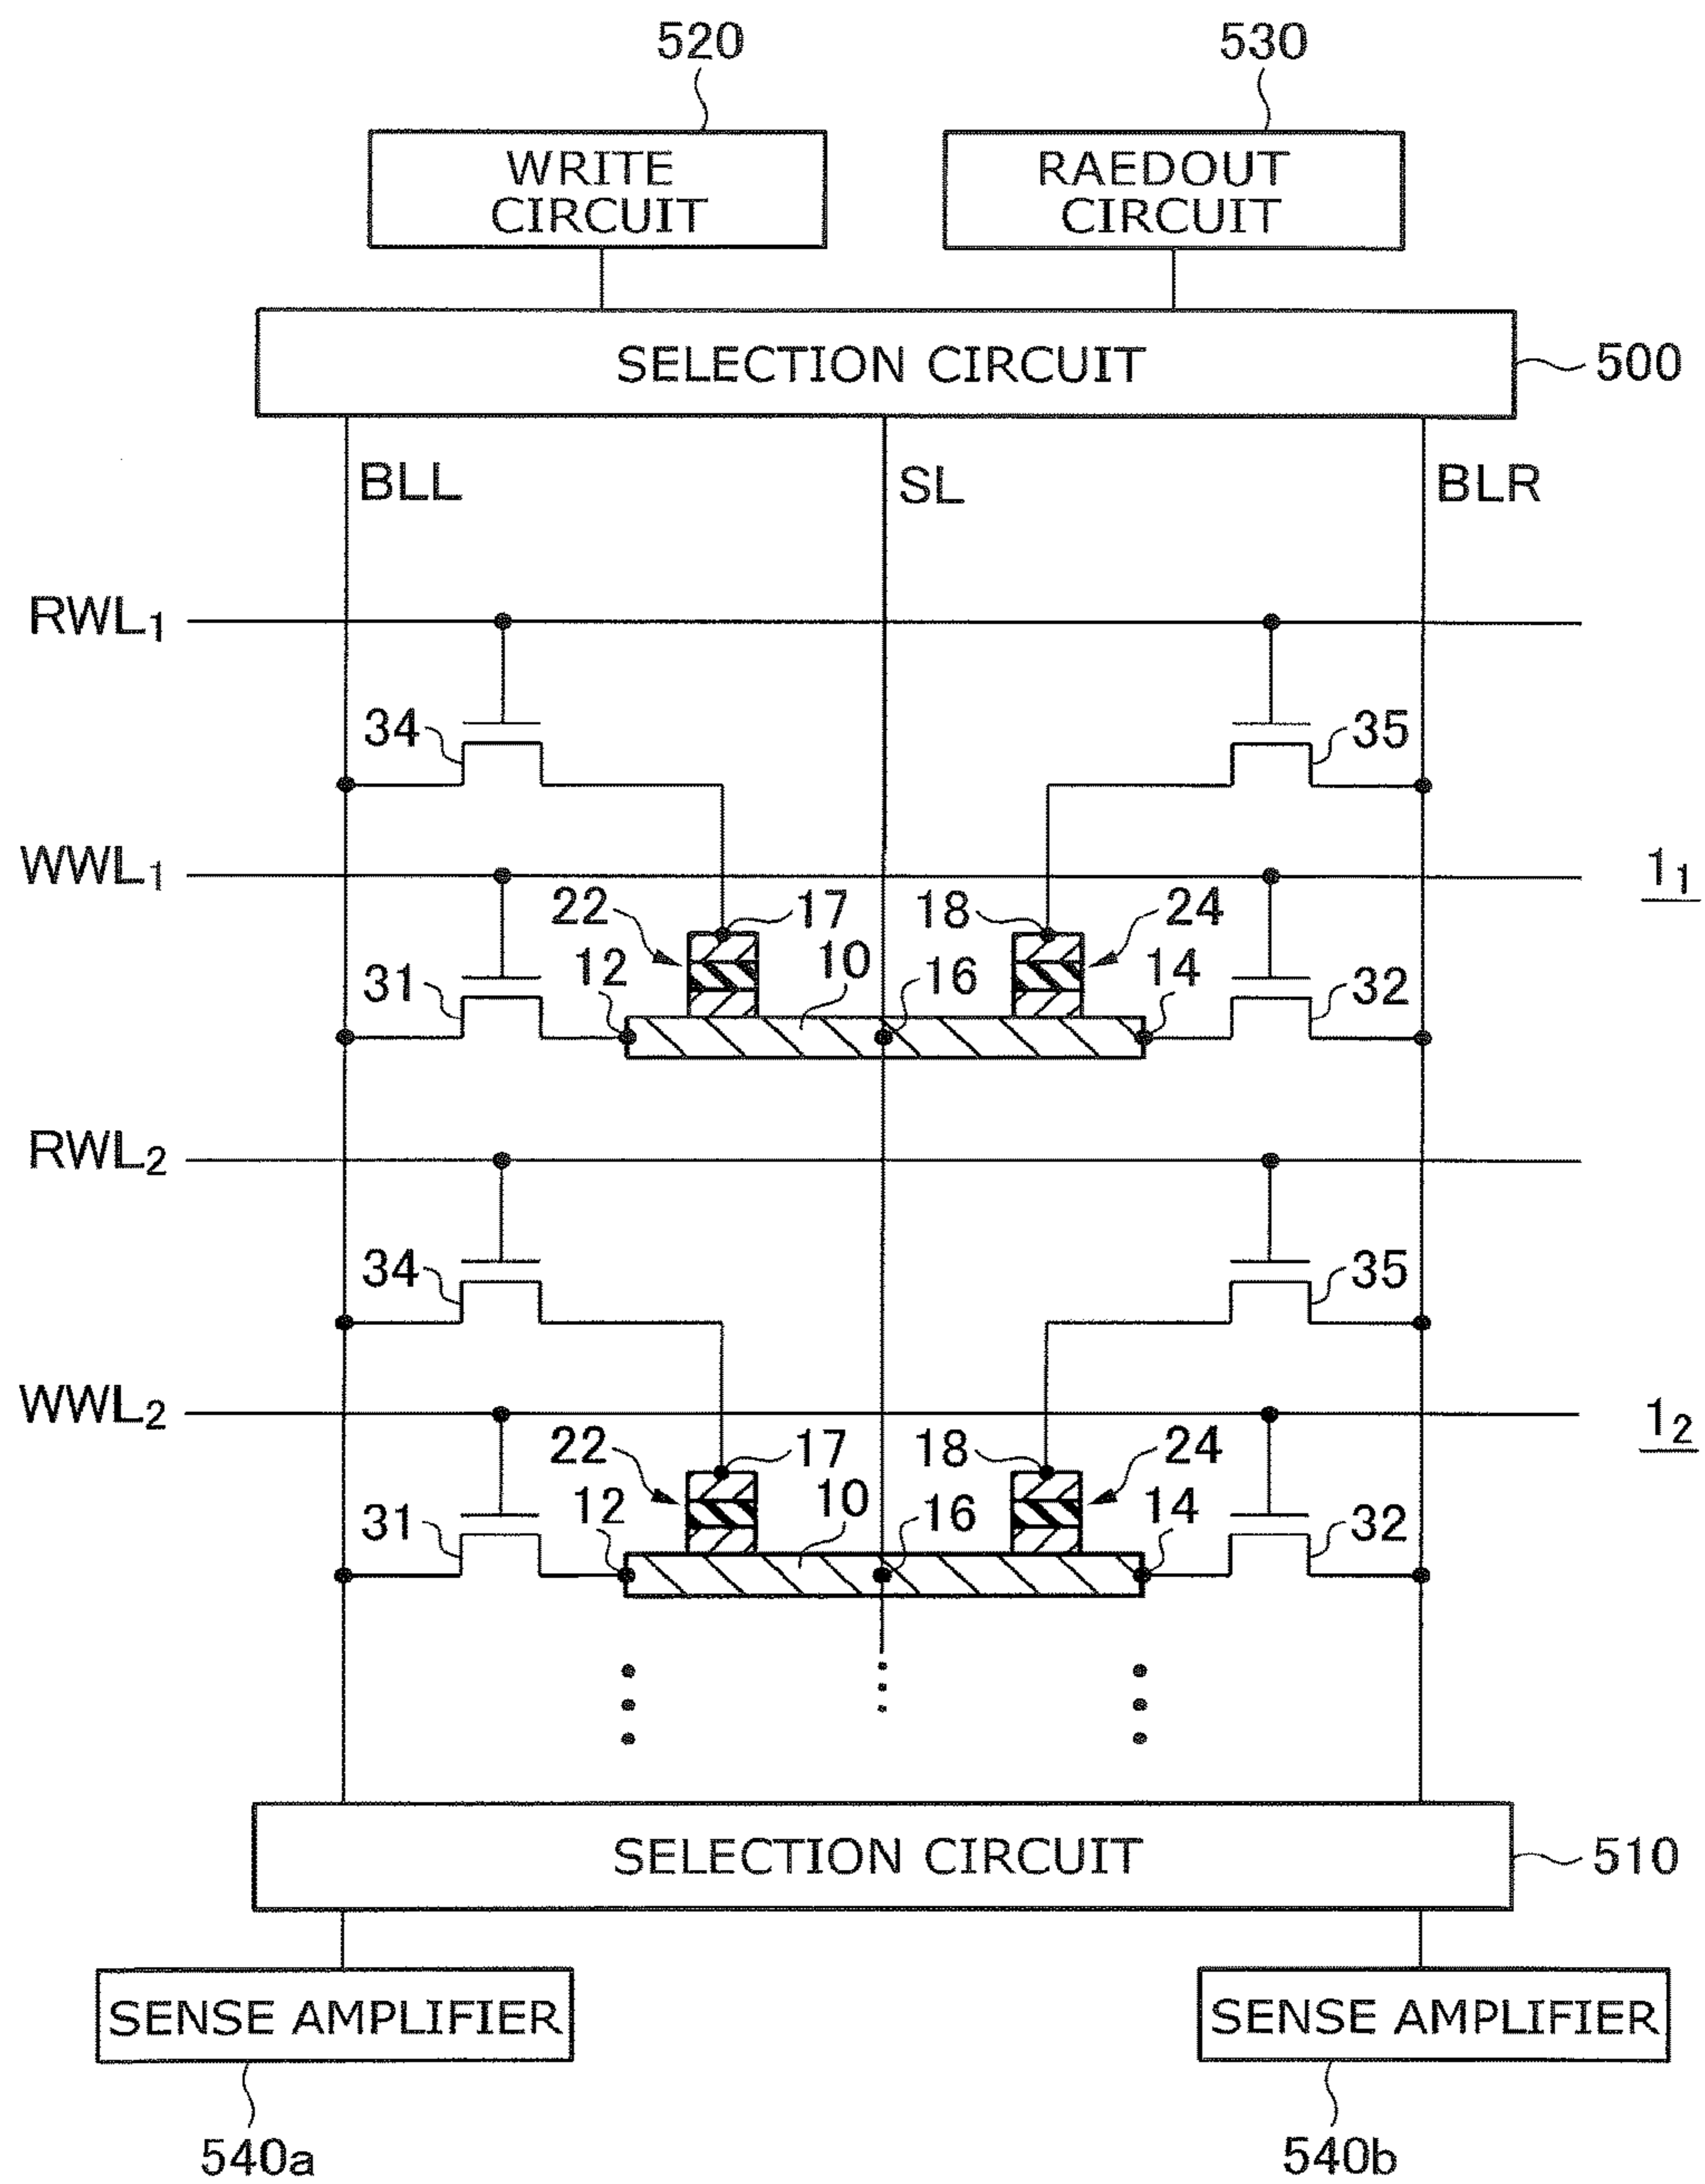 520
530
WRITE
CIRCUIT
RAEDOUT
CIRCUIT
SELECTION CIRCUIT
500
BLL
SL
BLR
RWL1
34
35
WWL1
11
22
17
18
24
31
12
10
16
14
32
RWL2
34
35
WWL2
12
22
17
18
24
31
12
10
16
14
32
SELECTION CIRCUIT
510
SENSE AMPLIFIER
SENSE AMPLIFIER
540a
540b